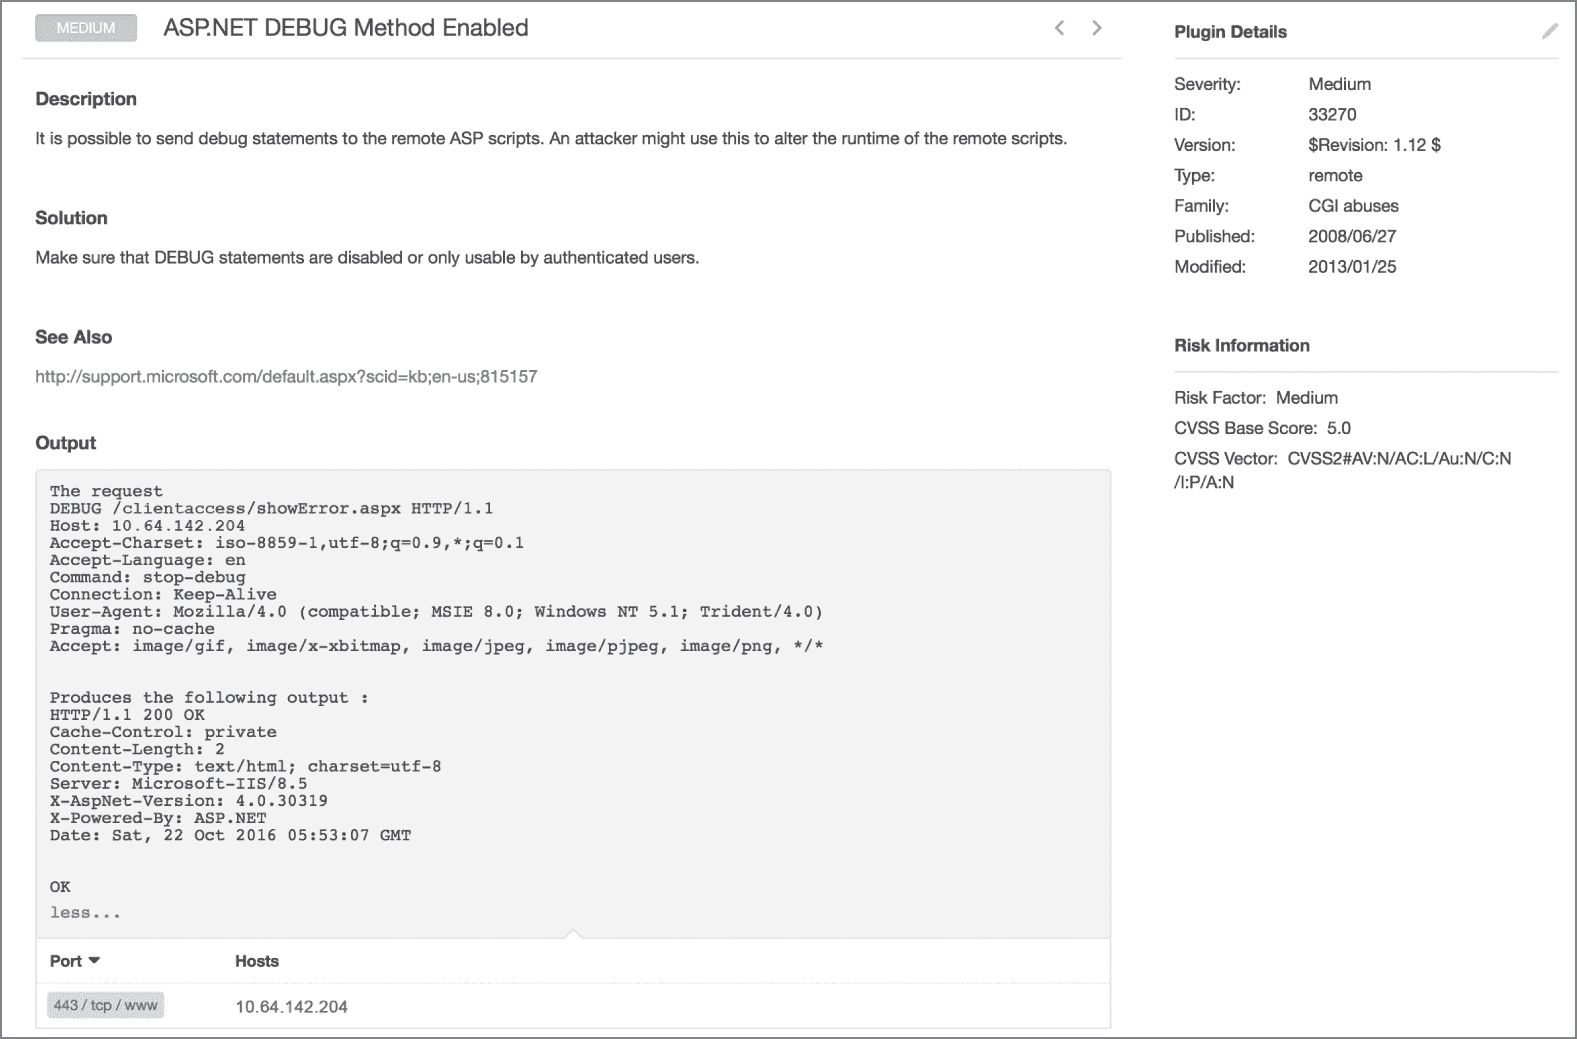 MEDIUM
ASP.NET DEBUG Method Enabled
Description
It is possible to send debug statements to the remote ASP scripts. An attacker might use this to alter the runtime of the remote scripts.
Solution
Make sure that DEBUG statements are disabled or only usable by authenticated users.
See Also
http://support.microsoft.com/default.aspx?scid=kb;en-us;815157
Output
The request
DEBUG /clientaccess/showError.aspx HTTP/1.1
Host: 10.64.142.204
Accept-Charset: iso-8859-1,utf-8;q=0.9,*;q=0.1
Accept-Language: en
Command: stop-debug
Connection: Keep-Alive
User-Agent: Mozilla/4.0 (compatible; MSIE 8.0; Windows NT 5.1; Trident/4.0)
Pragma: no-cache
Accept: image/gif, image/x-xbitmap, image/jpeg, image/pjpeg, image/png, */*
Produces the following output :
HTTP/1.1 200 OK
Cache-Control: private
Content-Length: 2
Content-Type: text/html; charset=utf-8
Server: Microsoft-IIS/8.5
X-AspNet-Version: 4.0.30319
X-Powered-By: ASP.NET
Date: Sat, 22 Oct 2016 05:53:07 GMT
OK
less...
Port Hosts
443 / tcp / www 10.64.142.204
Plugin Details
Severity: Medium
ID: 33270
Version: $Revision: 1.12 $
Type: remote
Family: CGI abuses
Published: 2008/06/27
Modified: 2013/01/25
Risk Information
Risk Factor: Medium
CVSS Base Score: 5.0
CVSS Vector: CVSS2#AV:N/AC:L/Au:N/C:N
/I:P/A:N